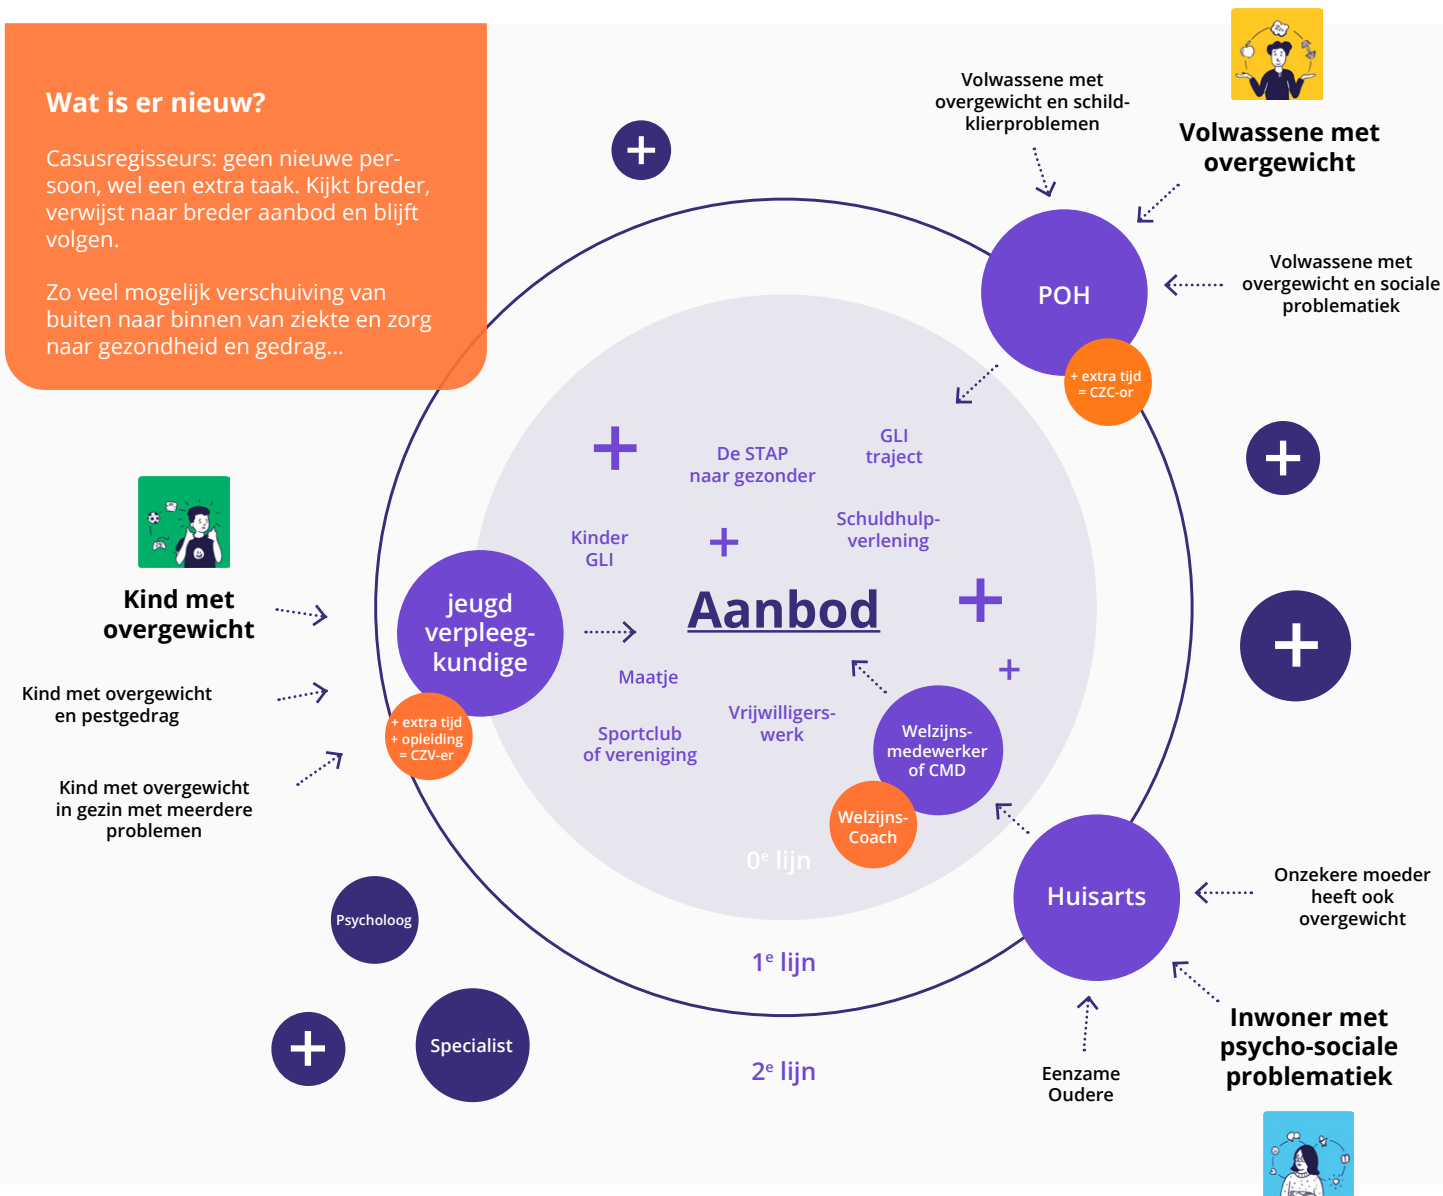 Wat is er nieuw?
Casusregisseurs: geen nieuwe per-
soon, wel een extra taak. Kijkt breder,
verwijst naar breder aanbod en blijft
volgen.
Zo veel mogelijk verschuiving van
buiten naar binnen van ziekte en zorg
naar gezondheid en gedrag...
Volwassene met
overgewicht en schild-
klierproblemen
Volwassene met
overgewicht
Volwassene met
overgewicht en sociale
problematiek
POH
+ extra tijd
= CZC-or
De STAP
naar gezonder
GLI
traject
Kinder
GLI
Schuldhulp-
verlening
Aanbod
Kind met
overgewicht
Kind met overgewicht
en pestgedrag
Kind met overgewicht
in gezin met meerdere
problemen
jeugd
verpleeg-
kundige
+ extra tijd
+ opleiding
= CZV-er
Maatje
Sportclub
of vereniging
Vrijwilligers-
werk
Welzijns-
medewerker
of CMD
Welzijns-
Coach
0e lijn
1e lijn
2e lijn
Huisarts
Onzekere moeder
heeft ook
overgewicht
Inwoner met
psycho-sociale
problematiek
Eenzame
Oudere
Psycholoog
Specialist